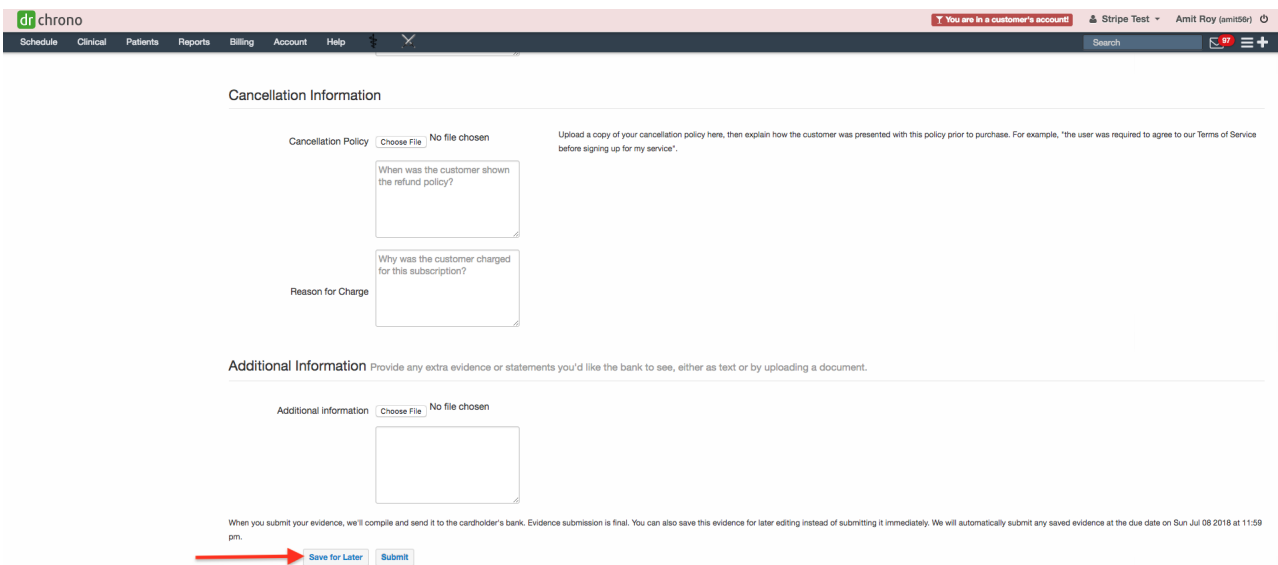 drchrono
You are in a customer's account!
Stripe Test
Amit Roy (amit56r)
Schedule Clinical Patients Reports Billing Account Help
Search
97
Cancellation Information
Cancellation Policy
Choose File No file chosen
Upload a copy of your cancellation policy here, then explain how the customer was presented with this policy prior to purchase. For example, "the user was required to agree to our Terms of Service
before signing up for my service".
When was the customer shown
the refund policy?
Why was the customer charged
for this subscription?
Reason for Charge
Additional Information Provide any extra evidence or statements you'd like the bank to see, either as text or by uploading a document.
Additional information
Choose File No file chosen
When you submit your evidence, we'll compile and send it to the cardholder's bank. Evidence submission is final. You can also save this evidence for later editing instead of submitting it immediately. We will automatically submit any saved evidence at the due date on Sun Jul 08 2018 at 11:59
pm.
Save for Later
Submit